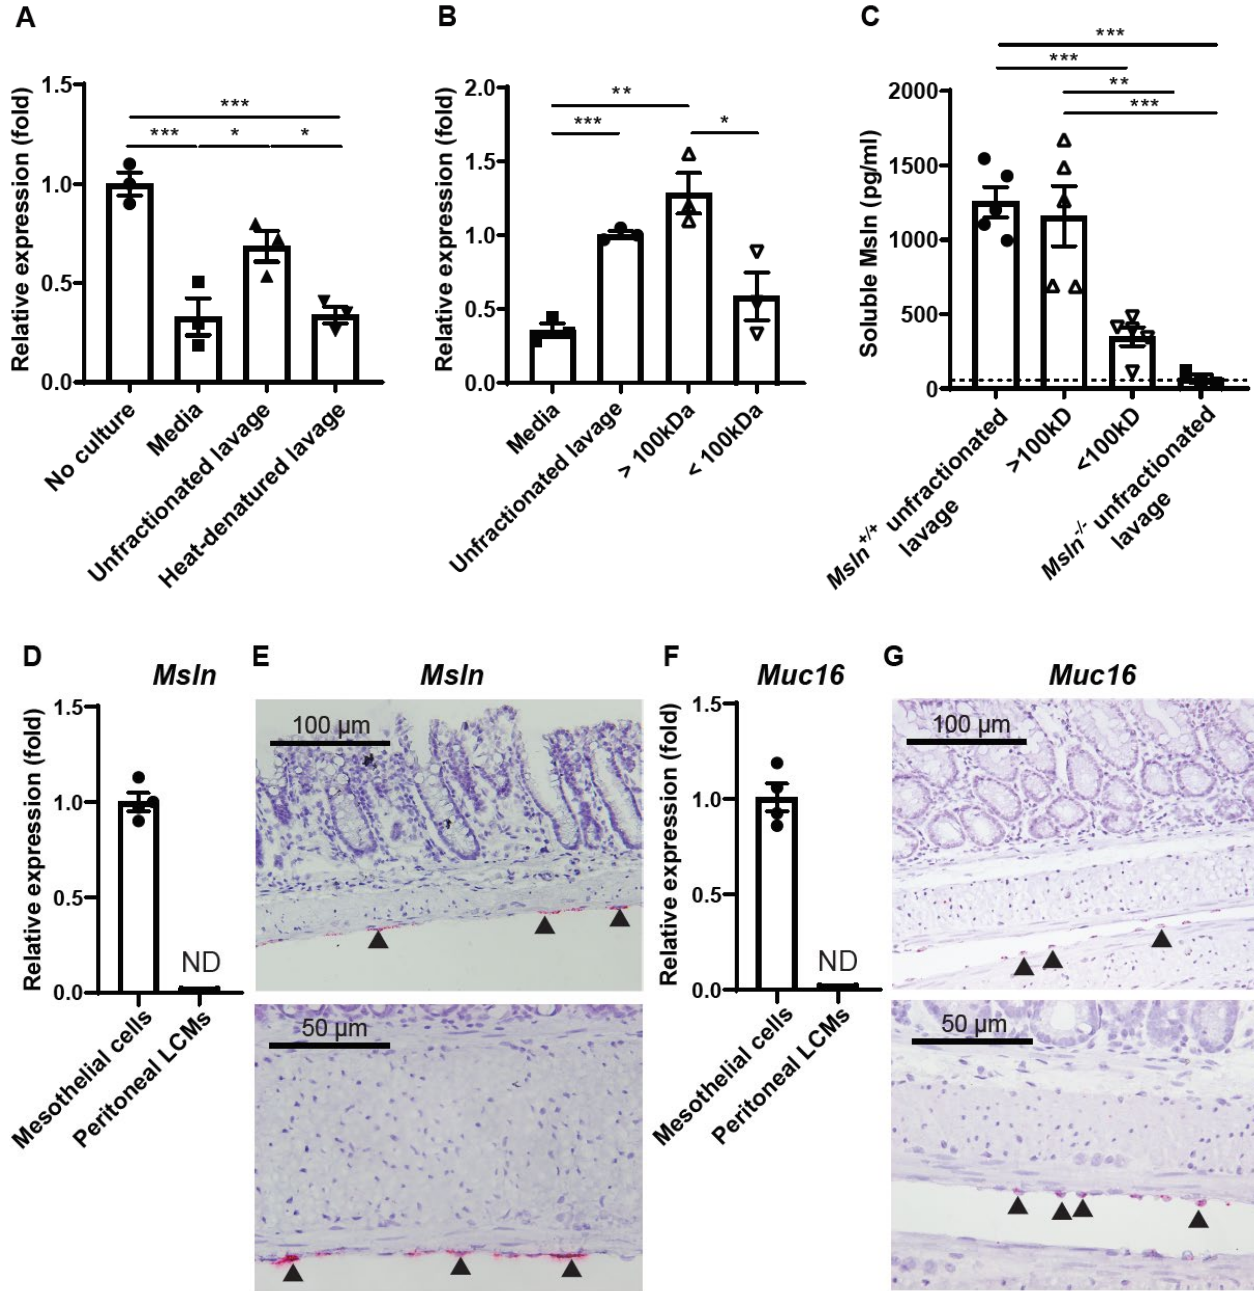 A
Relative expression (fold)
1.5
1.0
0.5
0.0
***
*** * *
No culture
Media
Unfractionated lavage
Heat-denatured lavage
B
Relative expression (fold)
2.0
1.5
1.0
0.5
0.0
**
*** *
Media
Unfractionated lavage
> 100kDa
< 100kDa
C
Soluble Msln (pg/ml)
2000
1500
1000
500
0
***
***
**
***
Msln+/+ unfractionated
lavage
>100kD
<100kD
Msln-/- unfractionated
lavage
D
Msln
Relative expression (fold)
1.5
1.0
0.5
0.0
ND
Mesothelial cells
Peritoneal LCMs
E
Msln
100 µm
50 µm
F
Muc16
Relative expression (fold)
1.5
1.0
0.5
0.0
ND
Mesothelial cells
Peritoneal LCMs
G
Muc16
100 µm
50 µm